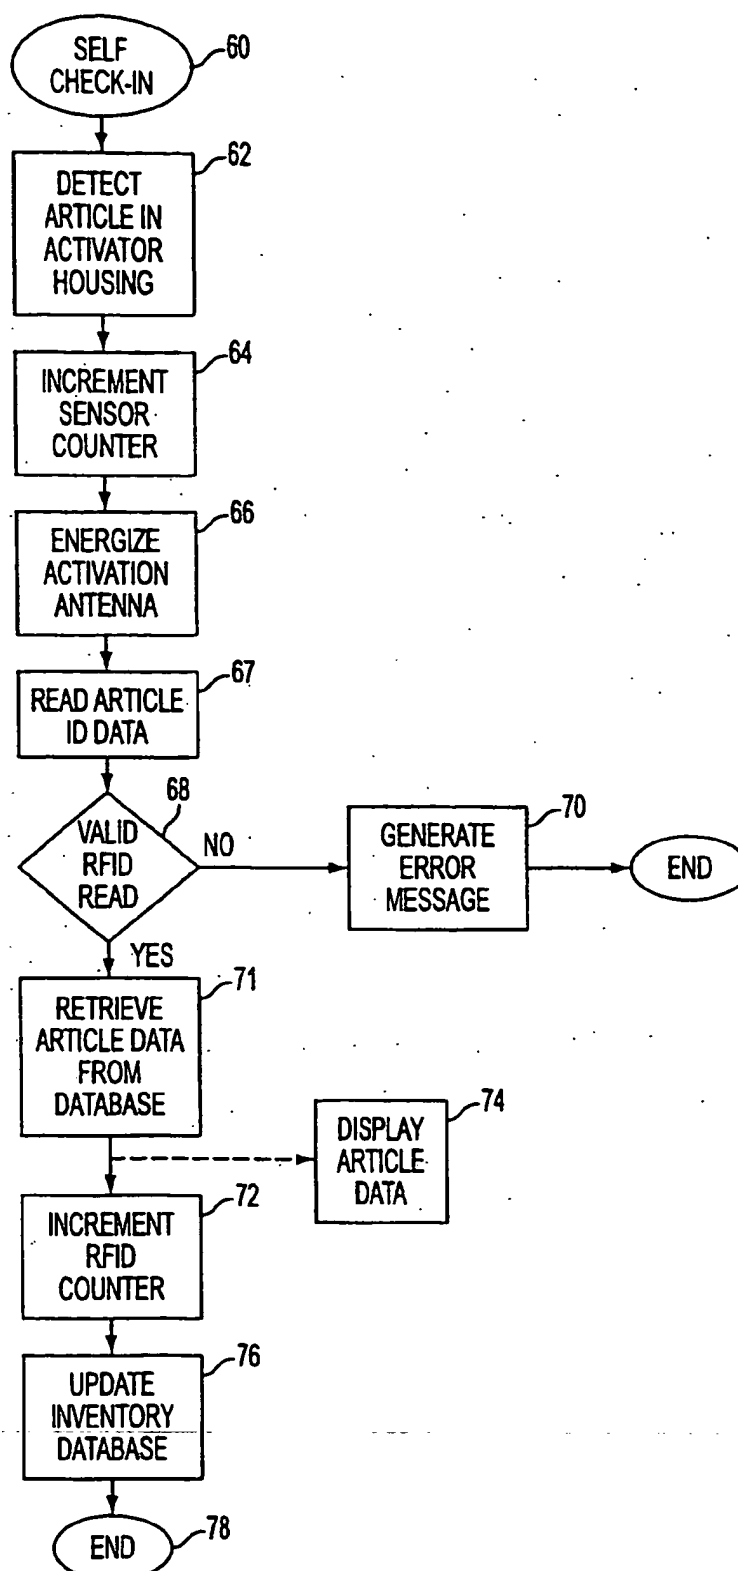 SELF
CHECK-IN
60
62
DETECT
ARTICLE IN
ACTIVATOR
HOUSING
64
INCREMENT
SENSOR
COUNTER
66
ENERGIZE
ACTIVATION
ANTENNA
67
READ ARTICLE
ID DATA
68
VALID
RFID
READ
NO
70
GENERATE
ERROR
MESSAGE
END
YES
71
RETRIEVE
ARTICLE DATA
FROM
DATABASE
74
DISPLAY
ARTICLE
DATA
72
INCREMENT
RFID
COUNTER
76
UPDATE
INVENTORY
DATABASE
78
END